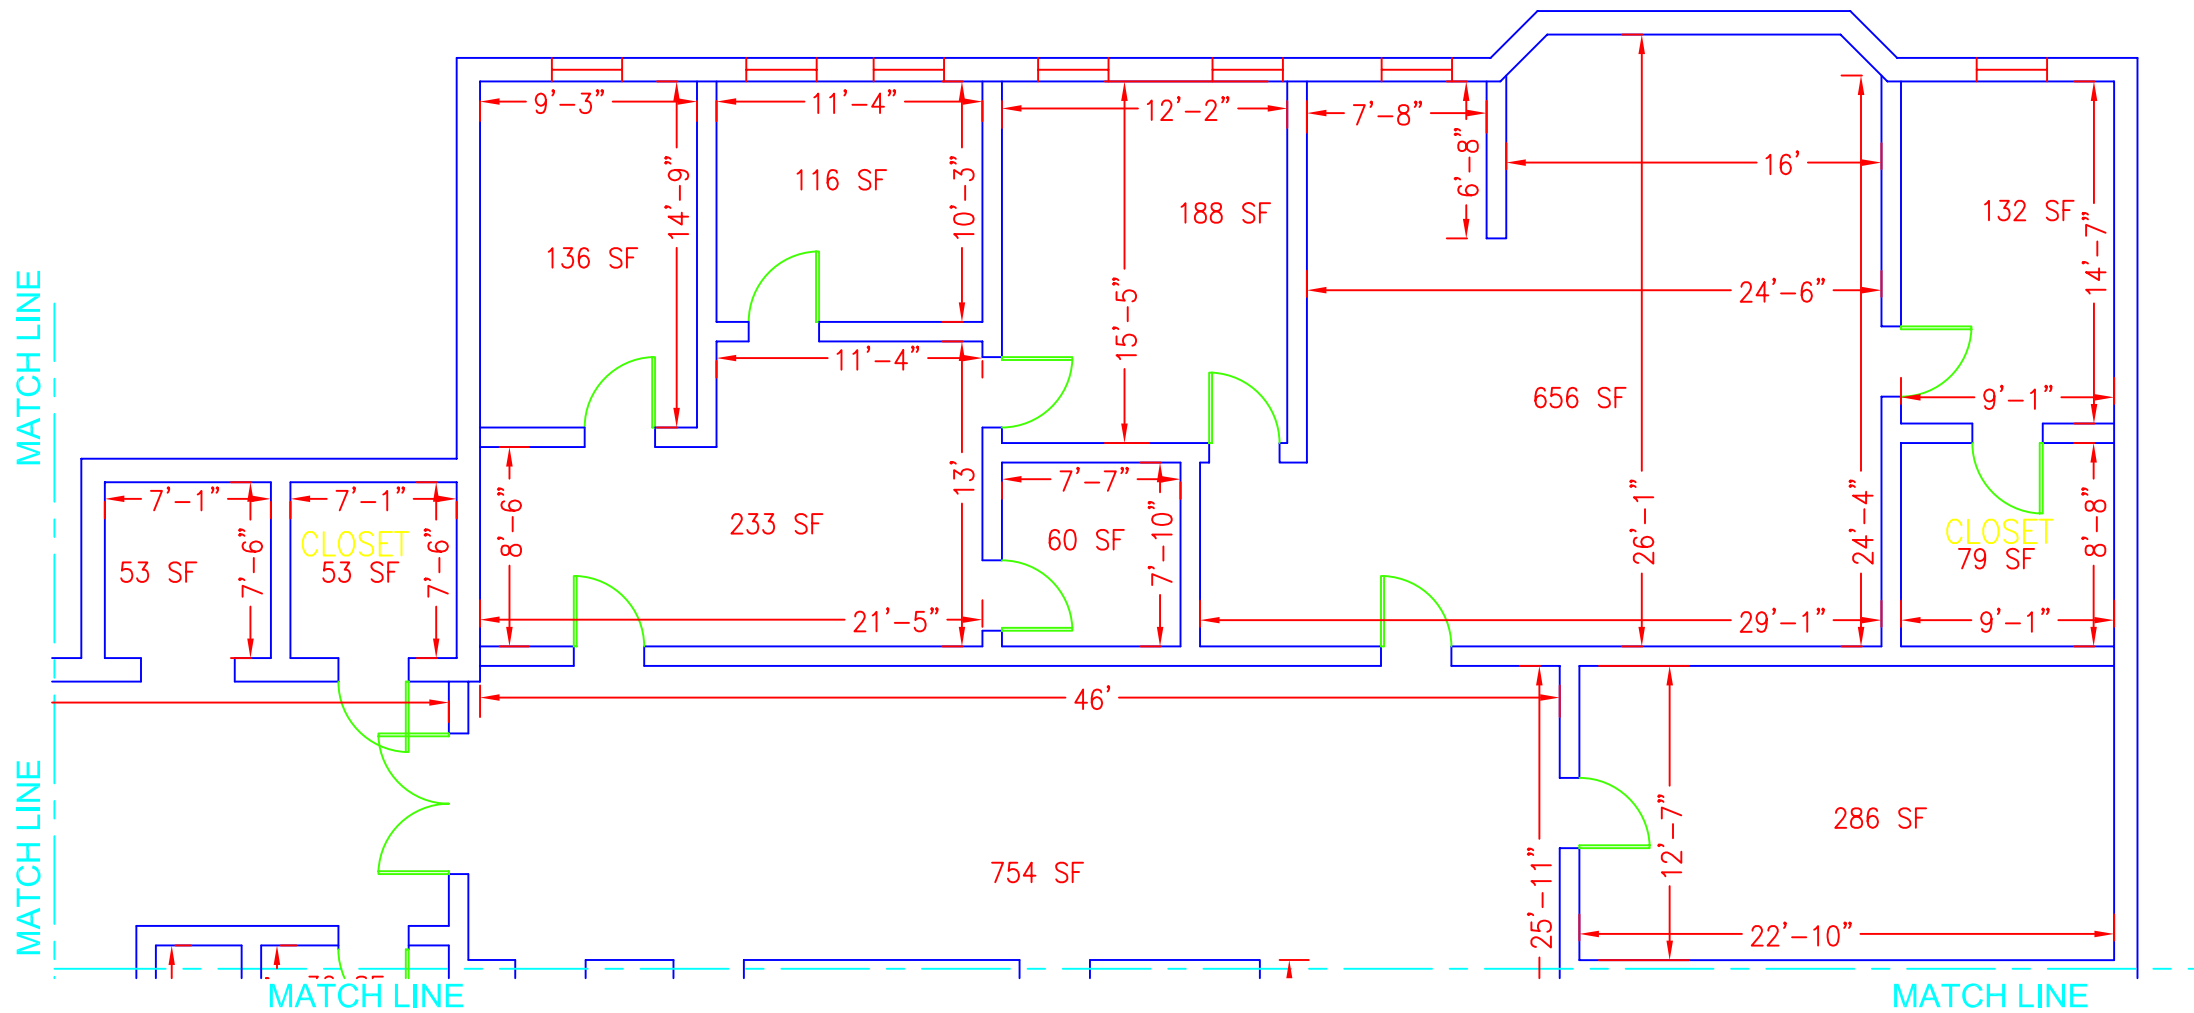 9'-3"
11'-4"
12'-2"
7'-8"
6'-8"
16'
14'-9"
116 SF
10'-3"
188 SF
132 SF
14'-7"
136 SF
24'-6"
15'-5"
MATCH LINE
11'-4"
656 SF
9'-1"
13'
7'-1"
7'-1"
7'-7"
8'-6"
233 SF
7'-10"
26'-1"
24'-4"
8'-8"
CLOSET
60 SF
CLOSET
53 SF
7'-6"
53 SF
7'-6"
79 SF
21'-5"
29'-1"
9'-1"
46'
MATCH LINE
12'-7"
286 SF
754 SF
25'-11"
22'-10"
MATCH LINE
MATCH LINE